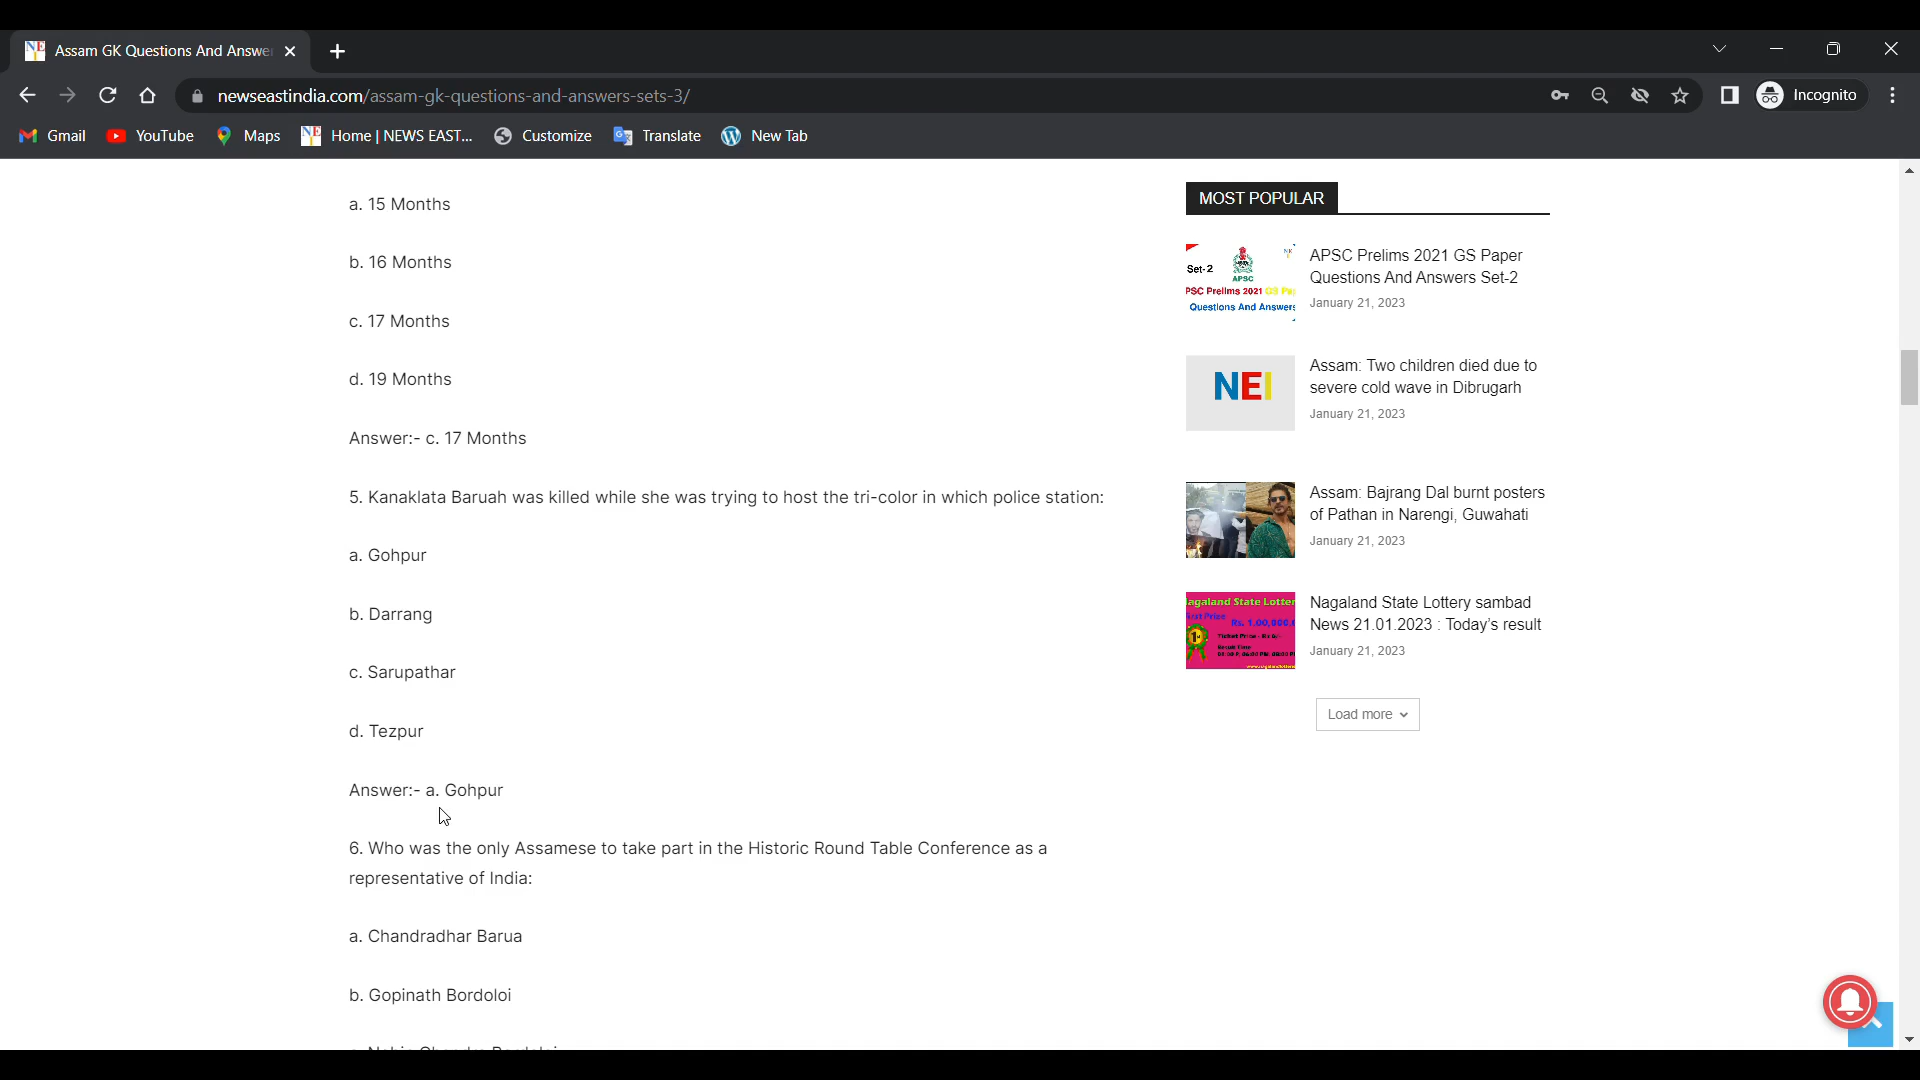 Assam GK Questions And Answe
newseastindia.com/assam-gk-questions-and-answers-sets-3/
Incognito
Gmail
YouTube
Maps
Home | NEWS EAST...
Customize
Translate
New Tab
a. 15 Months
b. 16 Months
c. 17 Months
d. 19 Months
Answer:- c. 17 Months
5. Kanaklata Baruah was killed while she was trying to host the tri-color in which police station:
a. Gohpur
b. Darrang
c. Sarupathar
d. Tezpur
Answer:- a. Gohpur
6. Who was the only Assamese to take part in the Historic Round Table Conference as a
representative of India:
a. Chandradhar Barua
b. Gopinath Bordoloi
MOST POPULAR
Set-2
APSC
PSC Prelims 2021 GS Pa
Questions And Answers
APSC Prelims 2021 GS Paper
Questions And Answers Set-2
January 21, 2023
NEI
Assam: Two children died due to
severe cold wave in Dibrugarh
January 21, 2023
Assam: Bajrang Dal burnt posters
of Pathan in Narengi, Guwahati
January 21, 2023
agaland State Lotter
Nagaland State Lottery sambad
News 21.01.2023 : Today's result
January 21, 2023
Load more